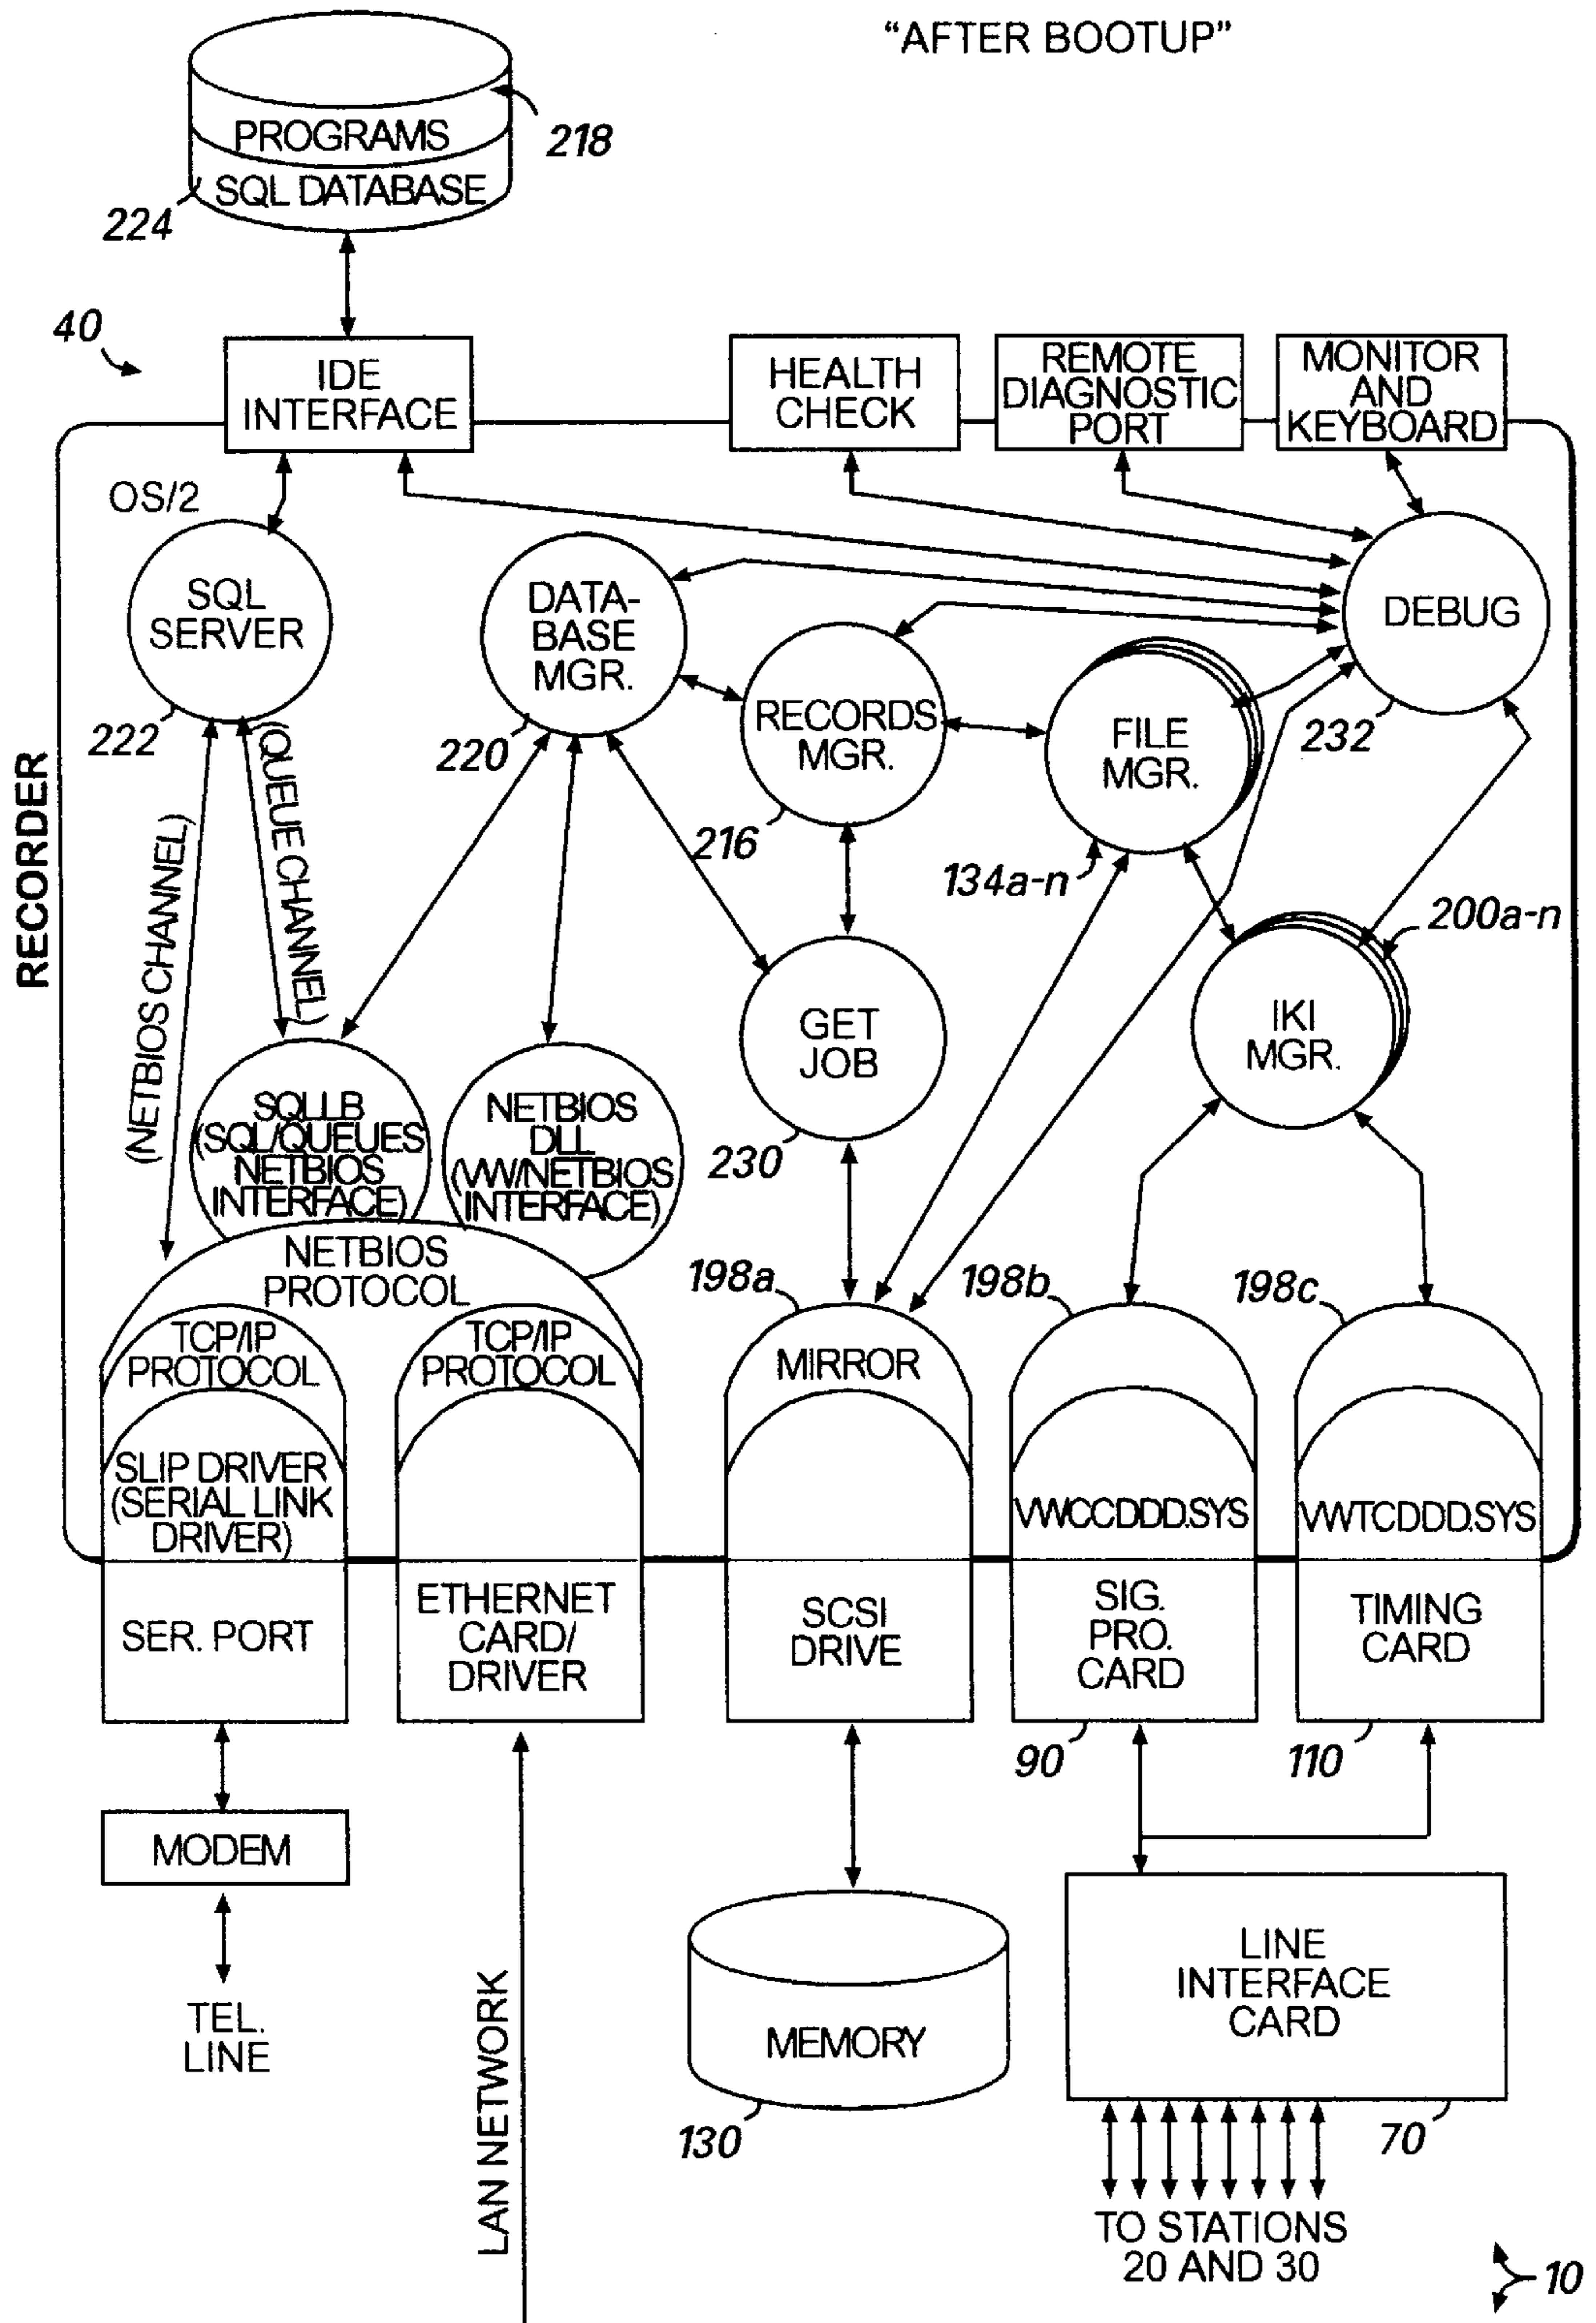 “AFTER BOOTUP”
PROGRAMS
218
SQL DATABASE
224
40
IDE
INTERFACE
HEALTH
CHECK
REMOTE
DIAGNOSTIC
PORT
MONITOR
AND
KEYBOARD
OS/2
SQL
SERVER
222
DATA-
BASE
MGR.
220
RECORDS
MGR.
216
FILE
MGR.
134a-n
DEBUG
232
RECORDER
(NETBIOS CHANNEL)
(QUEUE CHANNEL)
200a-n
IKI
MGR.
GET
JOB
230
SQLLB
(SQL/QUEUES
NETBIOS
INTERFACE)
NETBIOS
DLL
(VW/NETBIOS
INTERFACE)
NETBIOS
PROTOCOL
TCP/IP
PROTOCOL
TCP/IP
PROTOCOL
198a
MIRROR
198b
198c
SLIP DRIVER
(SERIAL LINK
DRIVER)
VWCCDDD.SYS
VWTCDDD.SYS
SER. PORT
ETHERNET
CARD/
DRIVER
SCSI
DRIVE
SIG.
PRO.
CARD
TIMING
CARD
90
110
MODEM
TEL.
LINE
LAN NETWORK
MEMORY
130
LINE
INTERFACE
CARD
70
TO STATIONS
20 AND 30
10